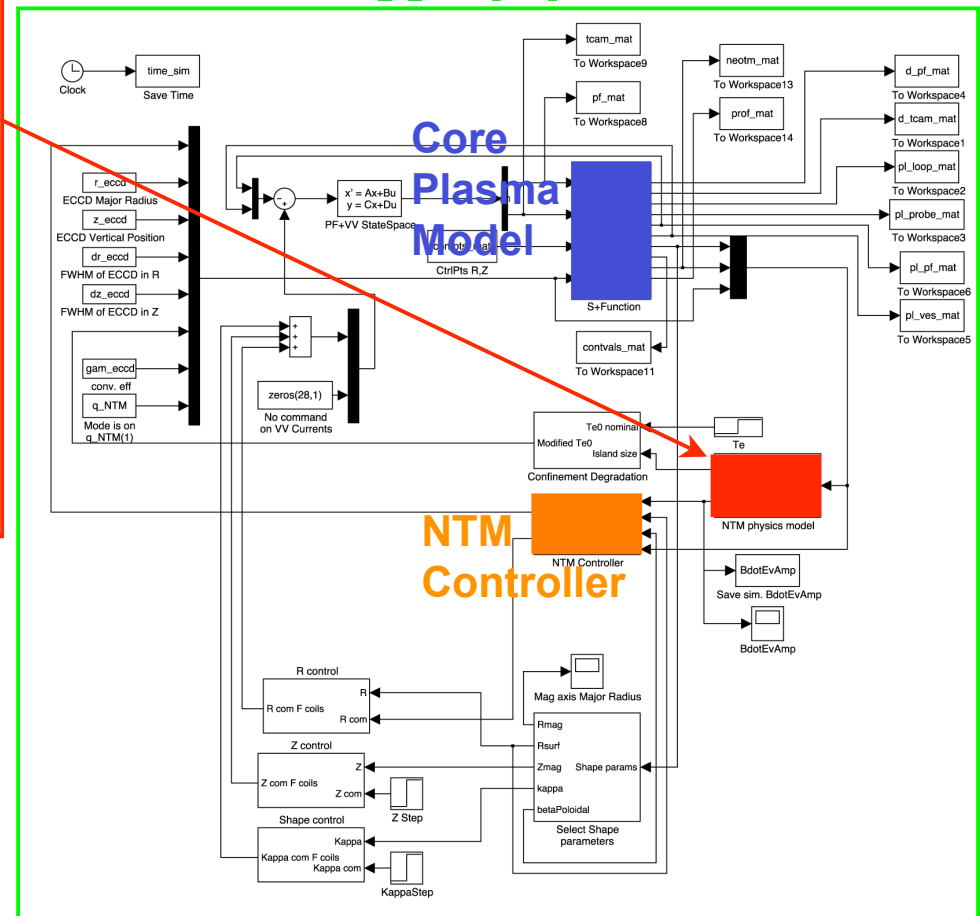 tcam_mat
To Workspace9
neotm_mat
To Workspace13
d_pf_mat
To Workspace4
time_sim
Clock
Save Time
pf_mat
To Workspace8
prof_mat
To Workspace14
d_tcam_mat
To Workspace1
Core
Plasma
Model
pl_loop_mat
To Workspace2
r_eccd
ECCD Major Radius
x' = Ax+Bu
y = Cx+Du
PF+VV StateSpace
pl_probe_mat
To Workspace3
z_eccd
ECCD Vertical Position
CtrlPts R,Z
dr_eccd
FWHM of ECCD in R
pl_pf_mat
To Workspace6
dz_eccd
FWHM of ECCD in Z
S+Function
pl_ves_mat
To Workspace5
+
+
+
contvals_mat
To Workspace11
gam_eccd
conv. eff
zeros(28,1)
No command
on VV Currents
q_NTM
Mode is on
q_NTM(1)
Te0 nominal
Modified Te0
Island size
Confinement Degradation
Te
NTM physics model
NTM
Controller
NTM Controller
BdotEvAmp
Save sim. BdotEvAmp
BdotEvAmp
R control
R
R com F coils
R com
Mag axis Major Radius
Rmag
Rsurf
Zmag
Shape params
kappa
betaPoloidal
Select Shape
parameters
Z control
Z
Z com F coils
Z com
Z Step
Shape control
Kappa
Kappa com F coils
Kappa com
KappaStep